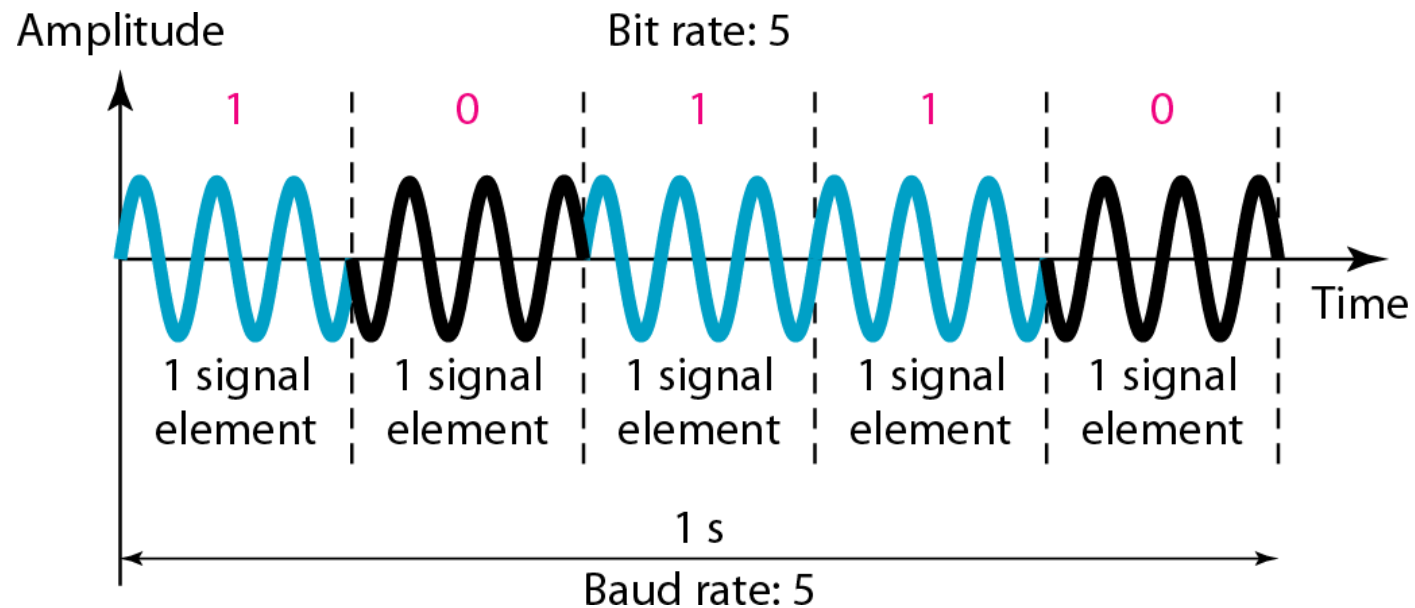 Amplitude
Bit rate: 5
1 0 1 1 0
Time
1 signal 1 signal 1 signal 1 signal 1 signal
element element element element element
1 s
Baud rate: 5